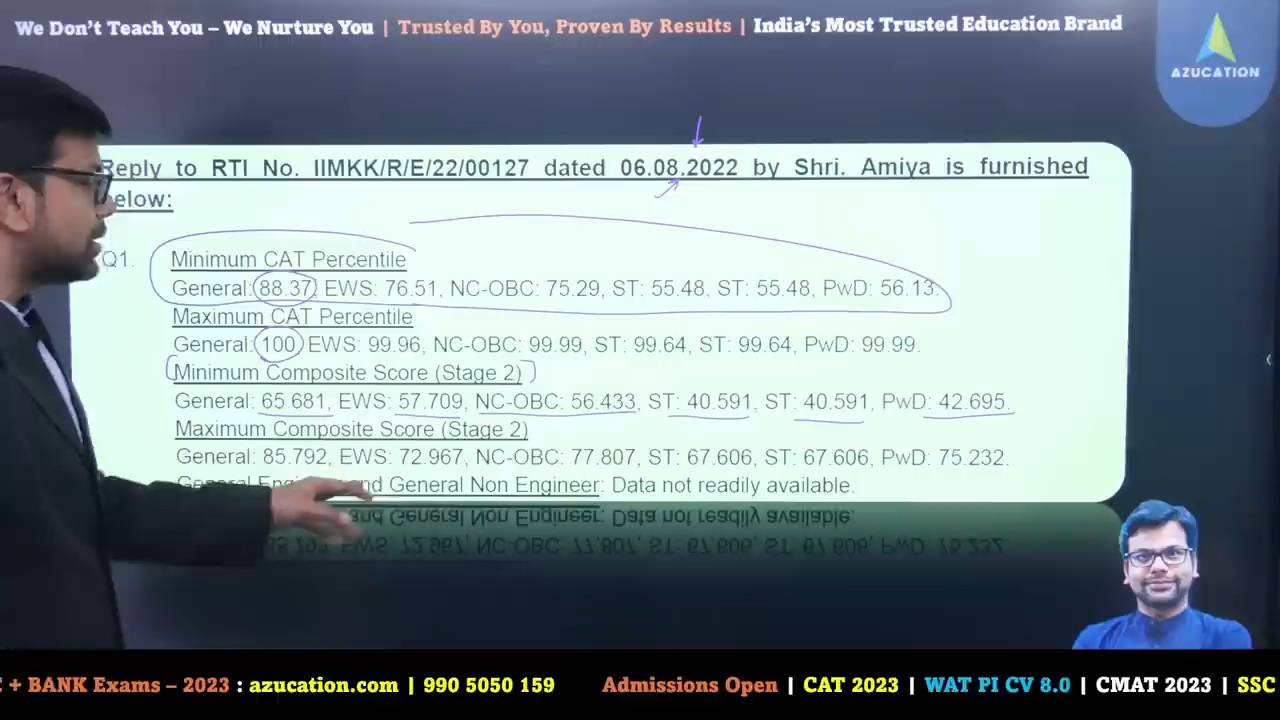 We Don't Teach You – We Nurture You | Trusted By You, Proven By Results | India's Most Trusted Education Brand
AZUCATION
Reply to RTI No. IIMKK/R/E/22/00127 dated 06.08.2022 by Shri. Amiya is furnished
below:
Q1. Minimum CAT Percentile
General: 88.37, EWS: 76.51, NC-OBC: 75.29, ST: 55.48, ST: 55.48, PwD: 56.13.
Maximum CAT Percentile
General: 100 EWS: 99.96, NC-OBC: 99.99, ST: 99.64, ST: 99.64, PwD: 99.99.
Minimum Composite Score (Stage 2)
General: 65.681, EWS: 57.709, NC-OBC: 56.433, ST: 40.591, ST: 40.591, PwD: 42.695.
Maximum Composite Score (Stage 2)
General: 85.792, EWS: 72.967, NC-OBC: 77.807, ST: 67.606, ST: 67.606, PwD: 75.232.
General and General Non Engineer: Data not readily available.
+ BANK Exams – 2023 : azucation.com | 990 5050 159 Admissions Open | CAT 2023 | WAT PI CV 8.0 | CMAT 2023 | SSC